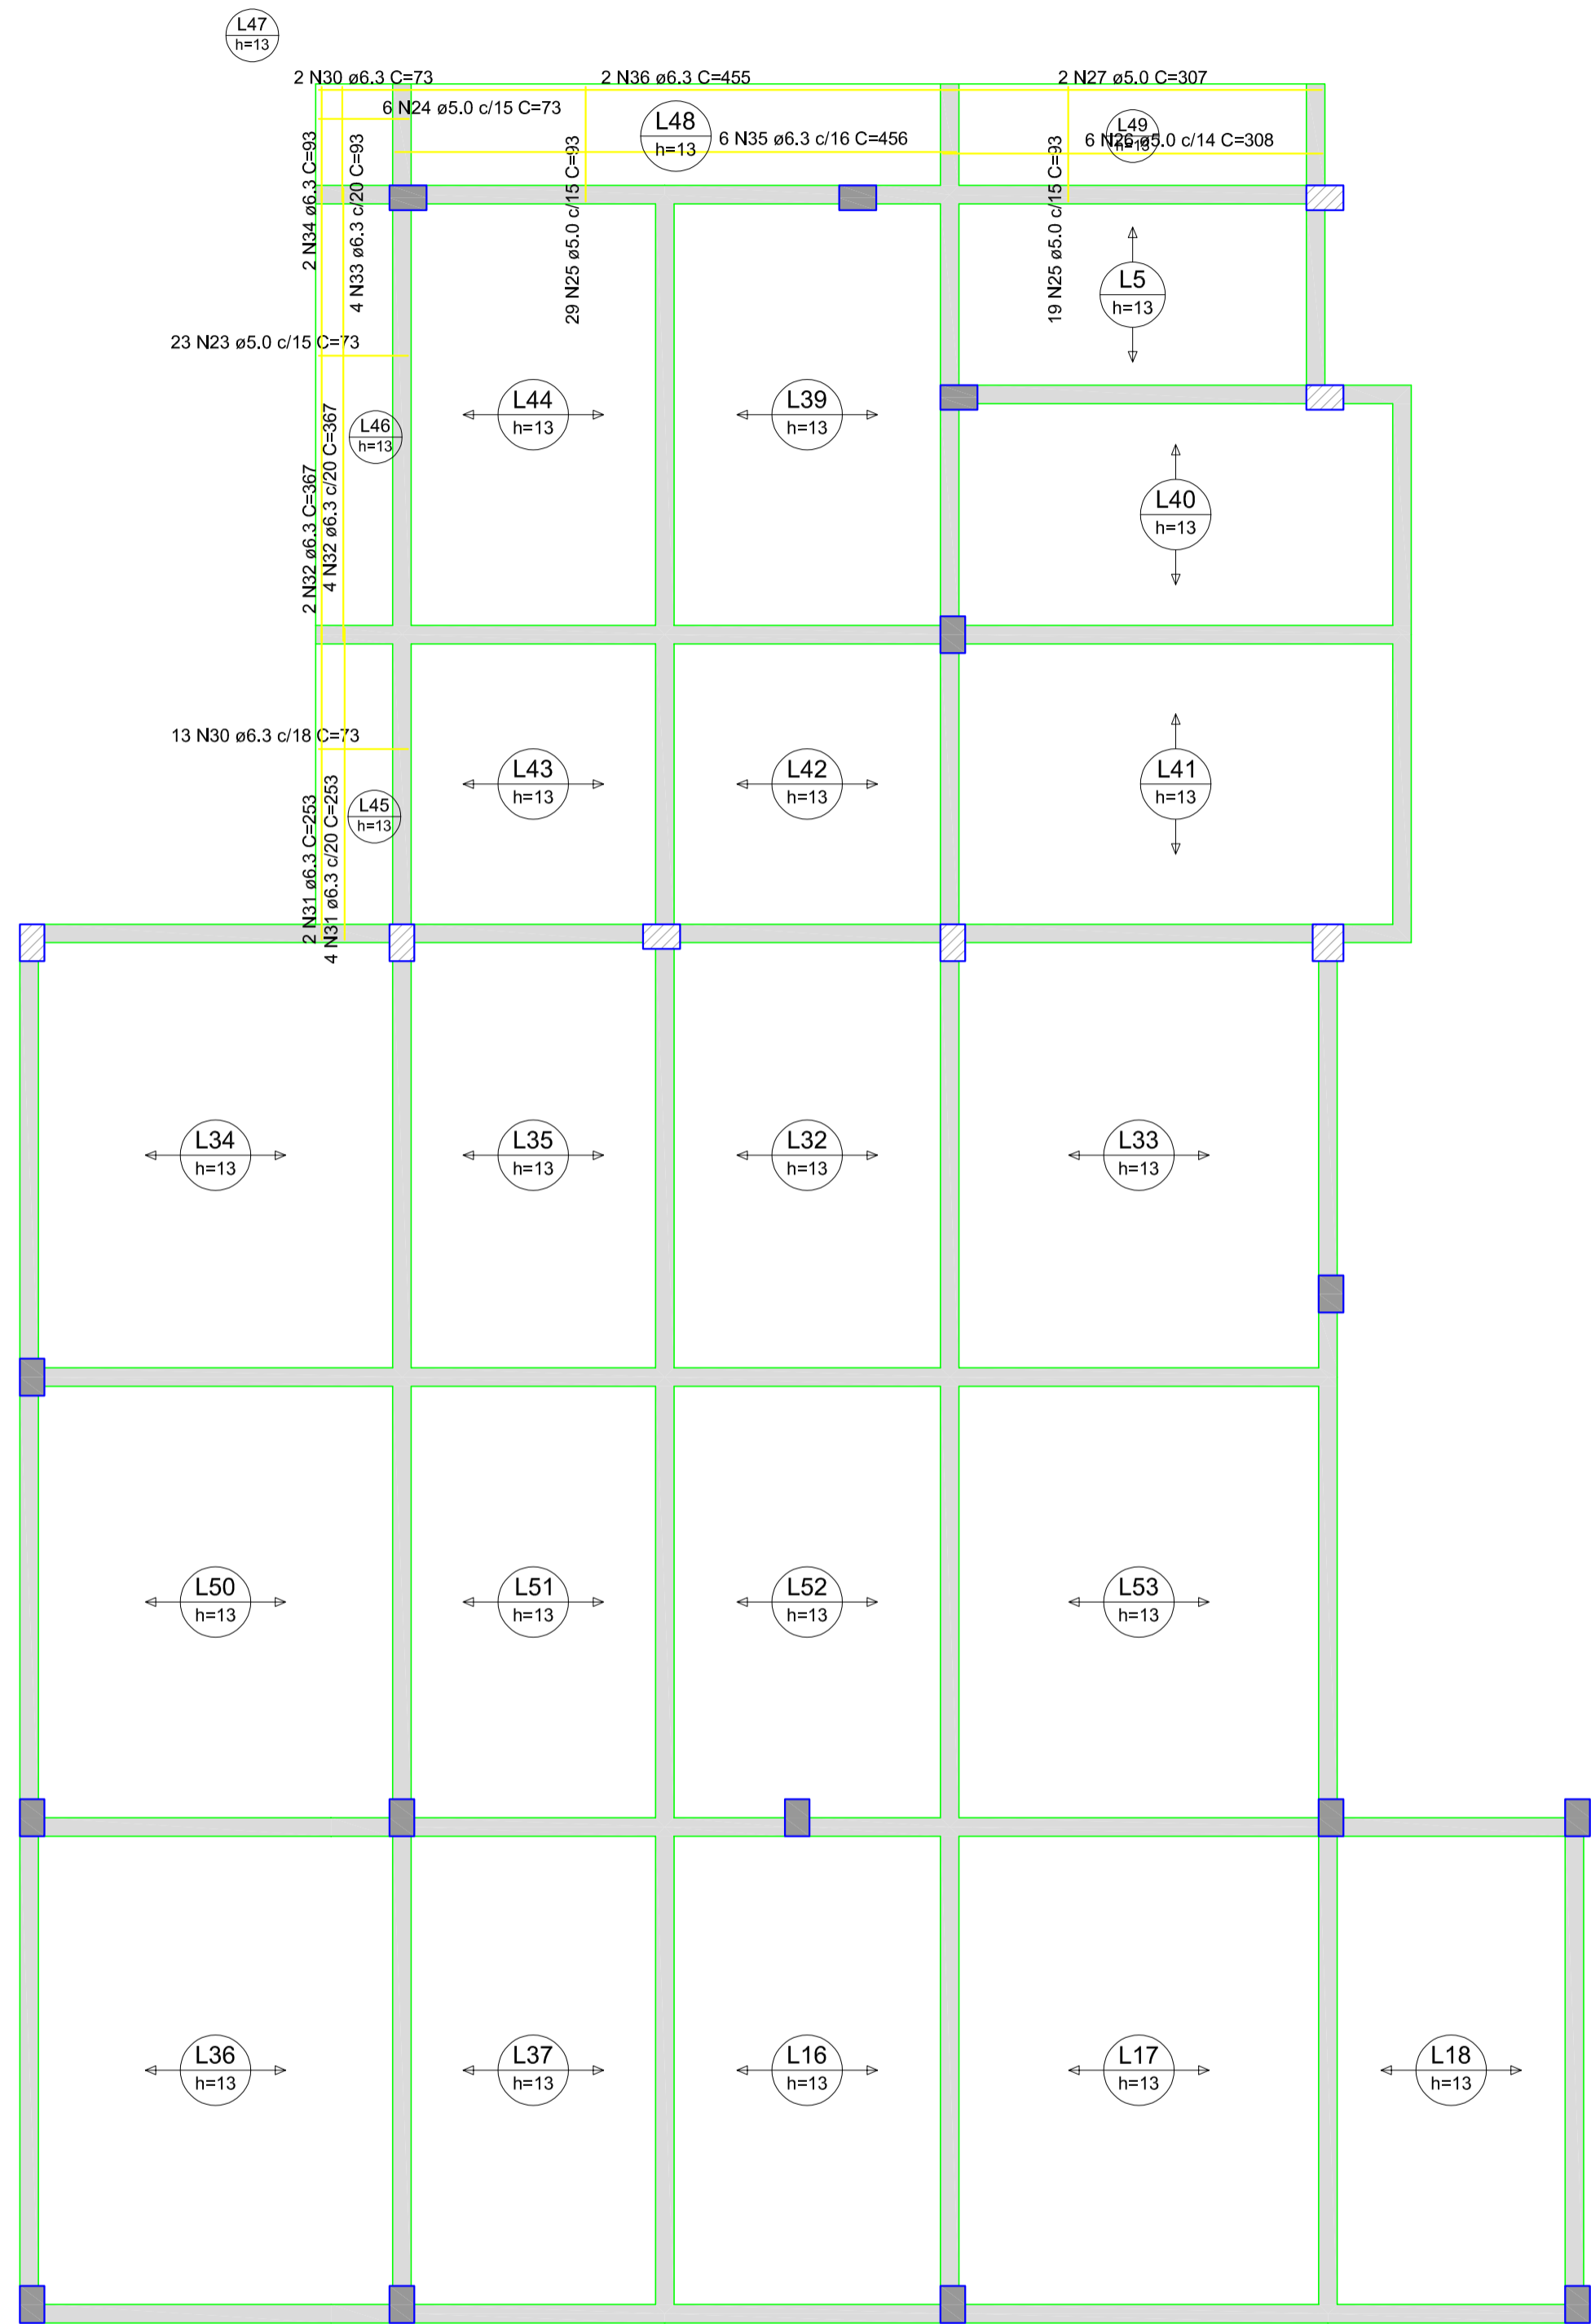 L47
h=13
2 N30 ø6.3 C=73
2 N36 ø6.3 C=455
2 N27 ø5.0 C=307
6 N24 ø5.0 c/15 C=73
L48
h=13
6 N35 ø6.3 c/16 C=456
L49
h=13
6 N26 ø5.0 c/14 C=308
2 N34 ø6.3 C=93
4 N33 ø6.3 c/20 C=93
29 N25 ø5.0 c/15 C=93
19 N25 ø5.0 c/15 C=93
L5
h=13
23 N23 ø5.0 c/15 C=73
L46
h=13
L44
h=13
L39
h=13
2 N32 ø6.3 C=367
4 N32 ø6.3 c/20 C=367
L40
h=13
13 N30 ø6.3 c/18 C=73
L45
h=13
L43
h=13
L42
h=13
L41
h=13
2 N31 ø6.3 C=253
4 N31 ø6.3 c/20 C=253
L34
h=13
L35
h=13
L32
h=13
L33
h=13
L50
h=13
L51
h=13
L52
h=13
L53
h=13
L36
h=13
L37
h=13
L16
h=13
L17
h=13
L18
h=13